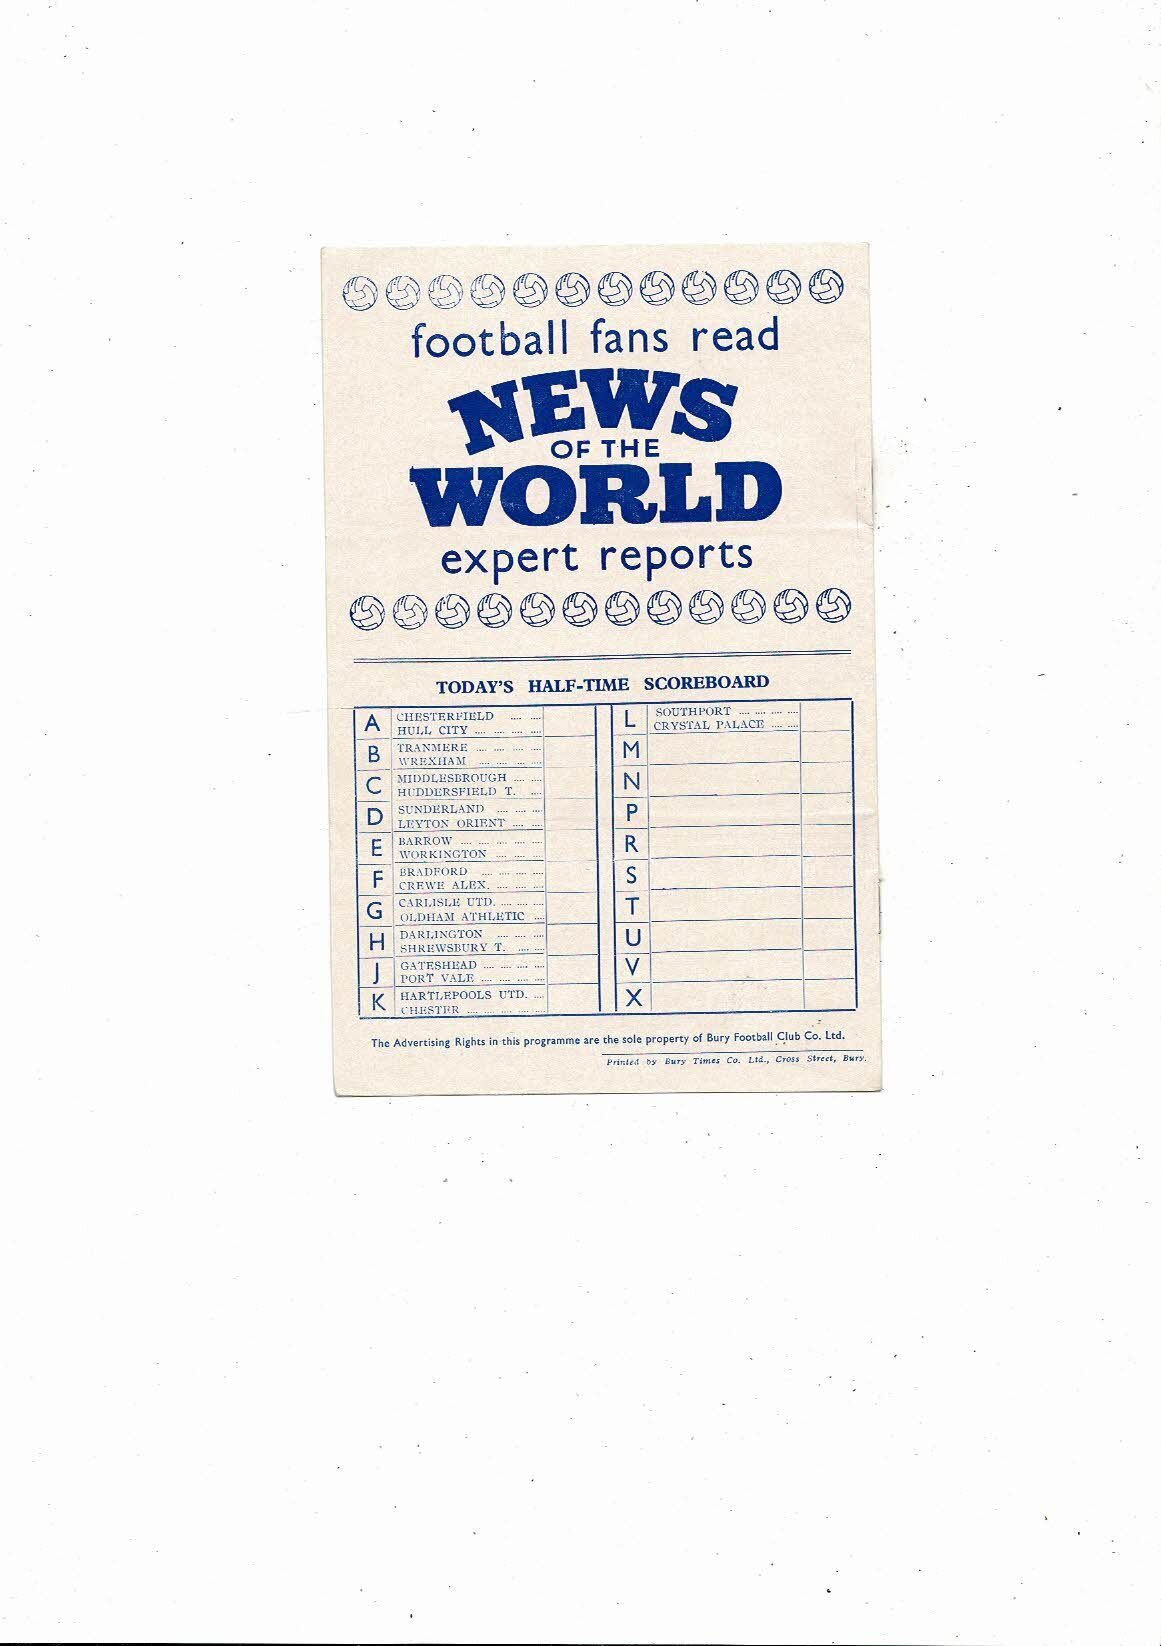 football fans read
NEWS
OF THE
WORLD
expert reports
TODAY'S HALF-TIME SCOREBOARD
A
CHESTERFIELD .... ....
HULL CITY .... .... .... ....
B
TRANMERE .... .... .... ....
WREXHAM .... .... .... ....
C
MIDDLESBROUGH .... ....
HUDDERSFIELD T. ....
D
SUNDERLAND .... .... ....
LEYTON ORIENT .... ....
E
BARROW .... .... .... .... ....
WORKINGTON .... .... ....
F
BRADFORD .... .... .... ....
CREWE ALEX. .... .... ....
G
CARLISLE UTD. .... .... ....
OLDHAM ATHLETIC ....
H
DARLINGTON .... .... ....
SHREWSBURY T. .... ....
J
GATESHEAD .... .... .... ....
PORT VALE .... .... .... ....
K
HARTLEPOOLS UTD. ....
CHESTER .... .... .... .... ....
L
SOUTHPORT .... .... .... ....
CRYSTAL PALACE .... ....
M
N
P
R
S
T
U
V
X
The Advertising Rights in this programme are the sole property of Bury Football Club Co. Ltd.
Printed by Bury Times Co. Ltd., Cross Street, Bury.